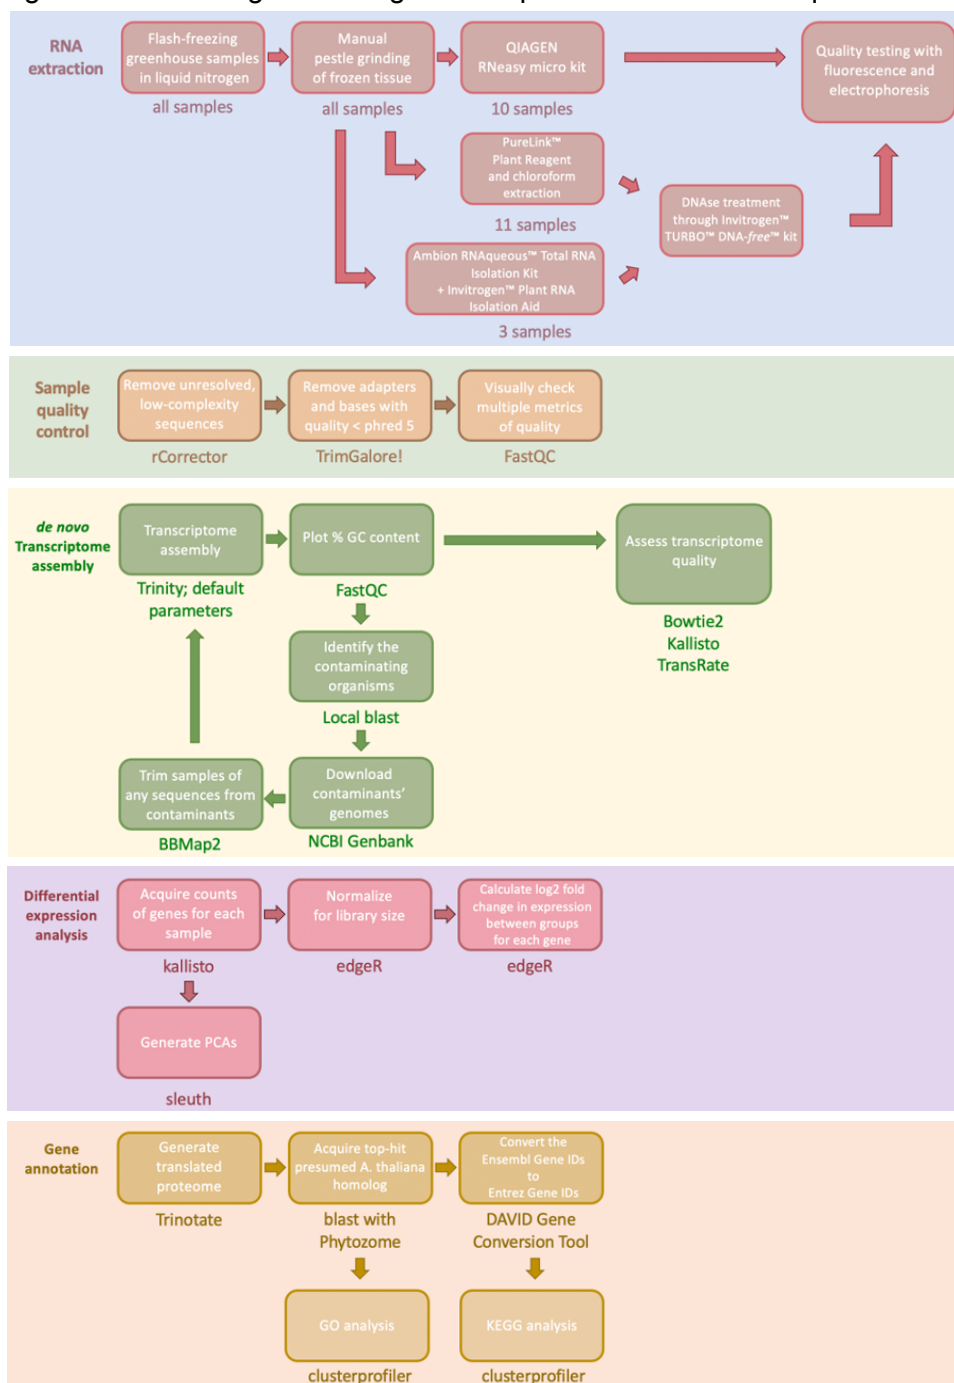 RNA
extraction
Flash-freezing
greenhouse samples
in liquid nitrogen
all samples
Manual
pestle grinding
of frozen tissue
all samples
QIAGEN
RNeasy micro kit
10 samples
Quality testing with
fluorescence and
electrophoresis
PureLink™
Plant Reagent
and chloroform
extraction
11 samples
DNAse treatment
through Invitrogen™
TURBO™ DNA-free™ kit
Ambion RNAqueous™ Total RNA
Isolation Kit
+ Invitrogen™ Plant RNA
Isolation Aid
3 samples
Sample
quality
control
Remove unresolved,
low-complexity
sequences
rCorrector
Remove adapters
and bases with
quality < phred 5
TrimGalore!
Visually check
multiple metrics
of quality
FastQC
de novo
Transcriptome
assembly
Transcriptome
assembly
Trinity; default
parameters
Plot % GC content
FastQC
Assess transcriptome
quality
Bowtie2
Kallisto
TransRate
Identify the
contaminating
organisms
Local blast
Trim samples of
any sequences from
contaminants
BBMap2
Download
contaminants'
genomes
NCBI Genbank
Differential
expression
analysis
Acquire counts
of genes for each
sample
kallisto
Normalize
for library size
edgeR
Calculate log2 fold
change in expression
between groups
for each gene
edgeR
Generate PCAs
sleuth
Gene
annotation
Generate
translated
proteome
Trinotate
Acquire top-hit
presumed A. thaliana
homolog
blast with
Phytozome
Convert the
Ensembl Gene IDs
to
Entrez Gene IDs
DAVID Gene
Conversion Tool
GO analysis
clusterprofiler
KEGG analysis
clusterprofiler